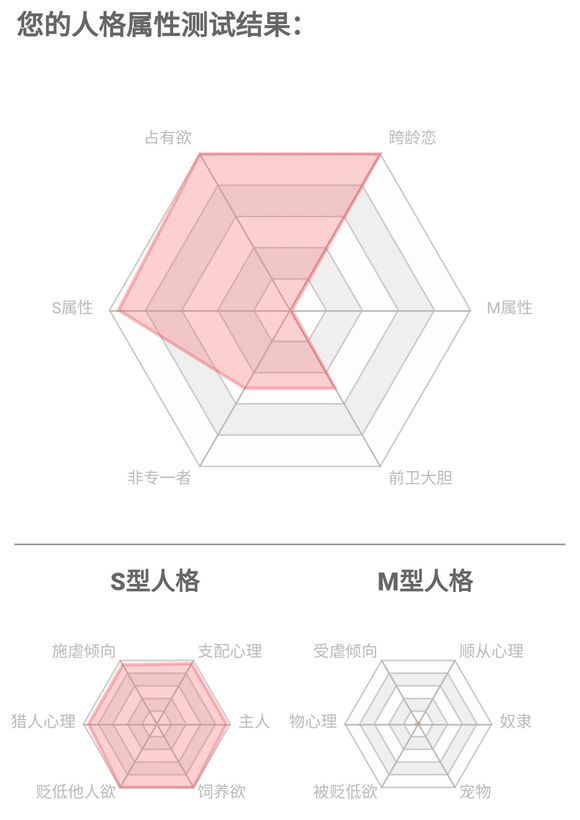 您的人格属性测试结果：
占有欲 跨龄恋
S属性 M属性
非专一者 前卫大胆
S型人格 M型人格
施虐倾向 支配心理 受虐倾向 顺从心理
猎人心理 主人 物心理 奴隶
贬低他人欲 饲养欲 被贬低欲 宠物